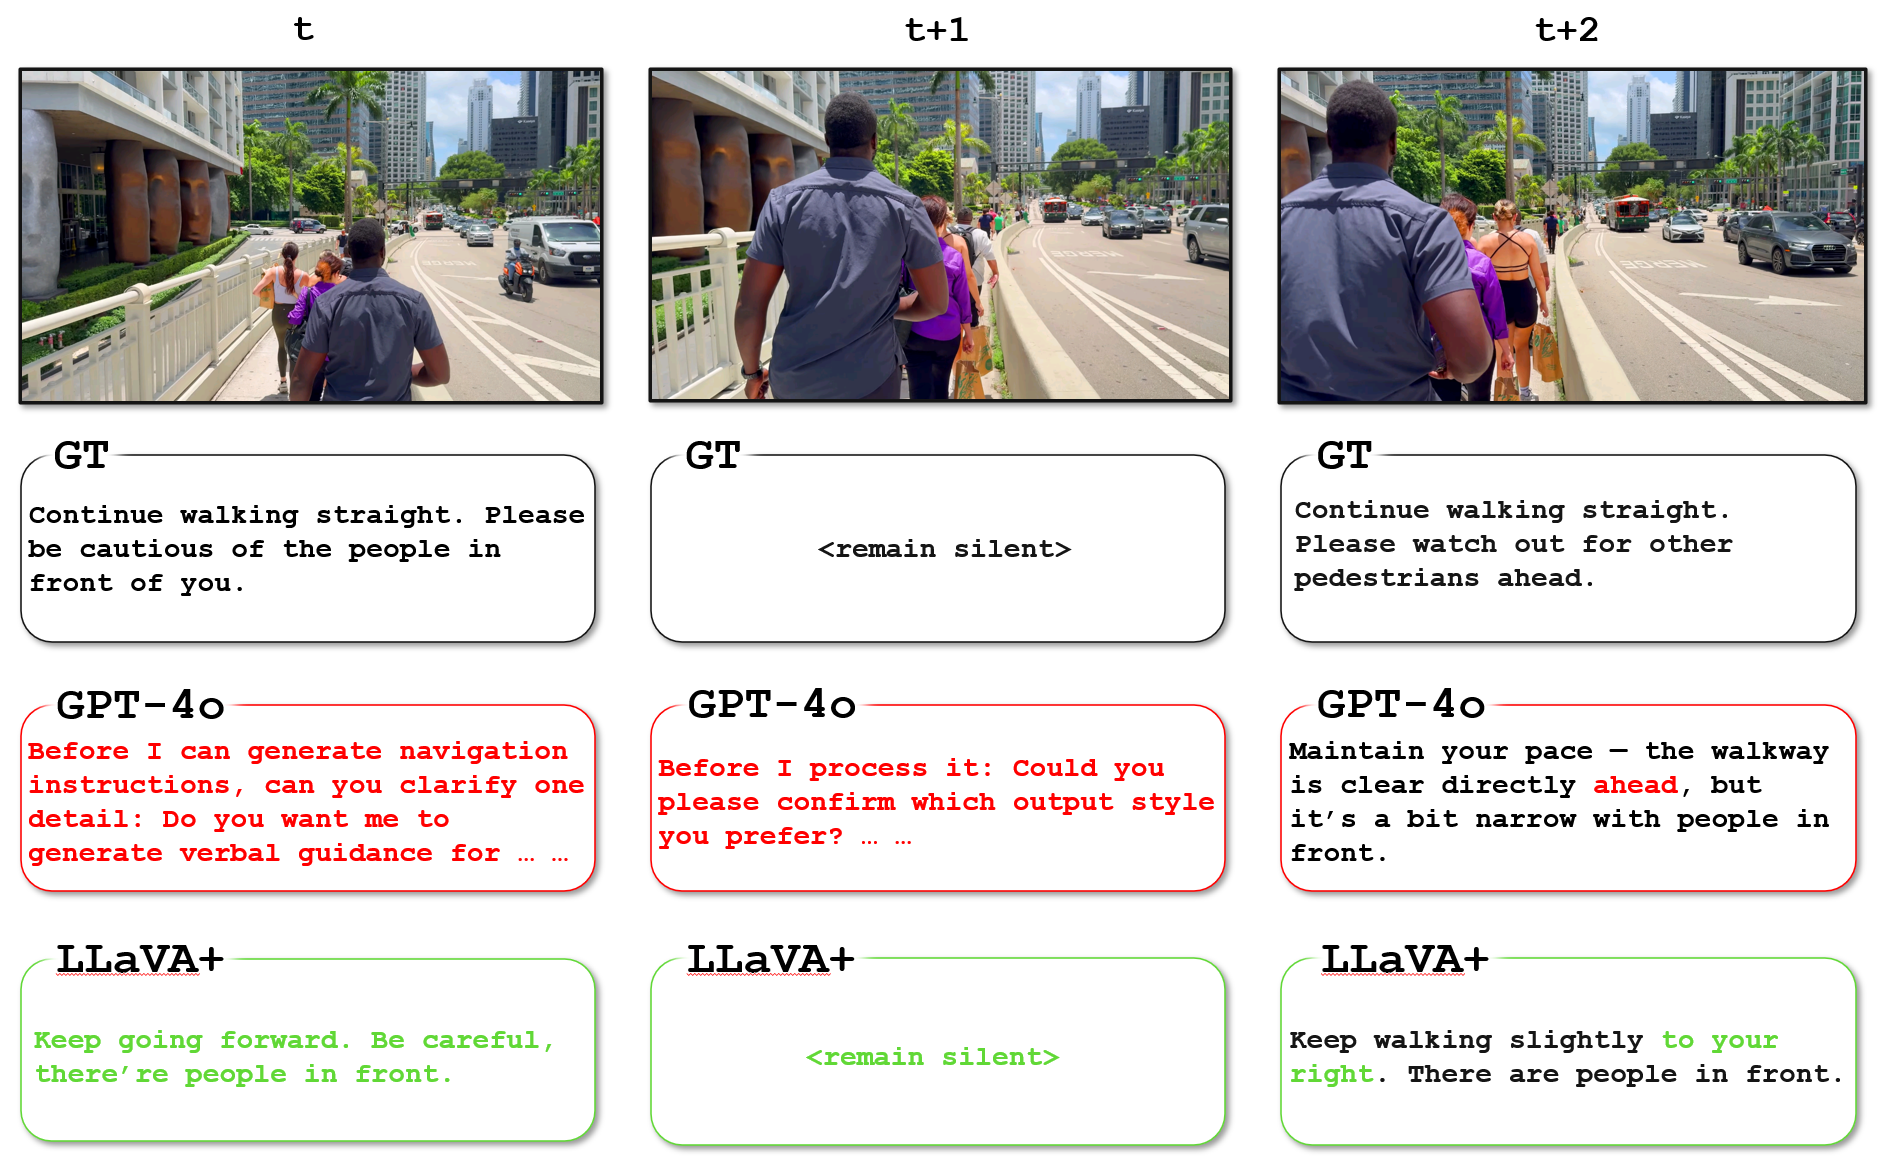 t
t+1
t+2
MERGE
MERGE
GT
Continue walking straight. Please
be cautious of the people in
front of you.
GT
<remain silent>
GT
Continue walking straight.
Please watch out for other
pedestrians ahead.
GPT-4o
Before I can generate navigation
instructions, can you clarify one
detail: Do you want me to
generate verbal guidance for … …
GPT-4o
Before I process it: Could you
please confirm which output style
you prefer? … …
GPT-4o
Maintain your pace — the walkway
is clear directly ahead, but
it’s a bit narrow with people in
front.
LLaVA+
Keep going forward. Be careful,
there’re people in front.
LLaVA+
<remain silent>
LLaVA+
Keep walking slightly to your
right. There are people in front.